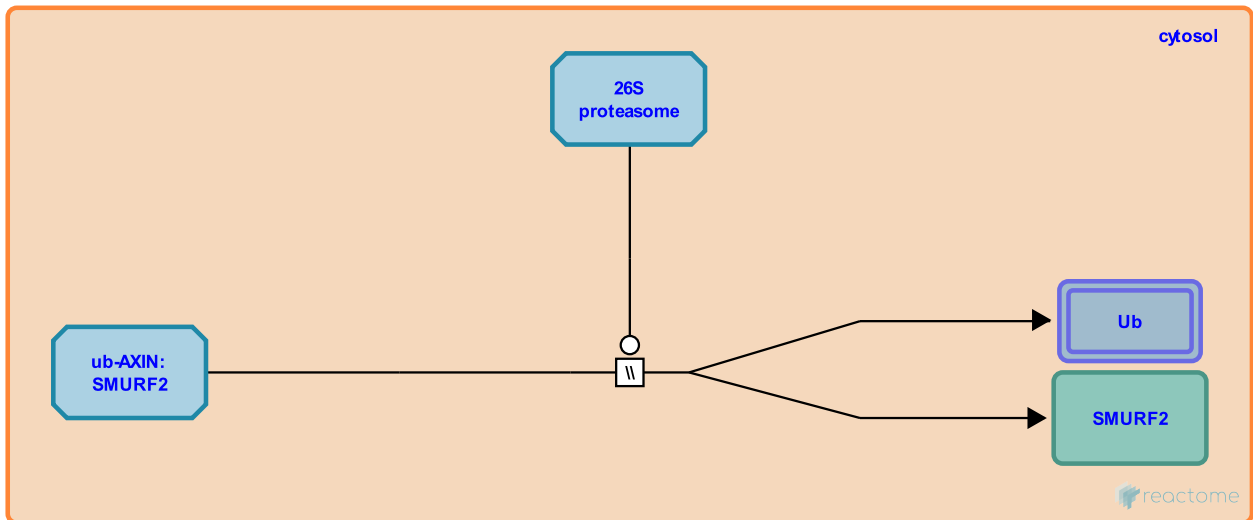 cytosol
26S
proteasome
Ub
ub-AXIN:
SMURF2
\\
SMURF2
reactome